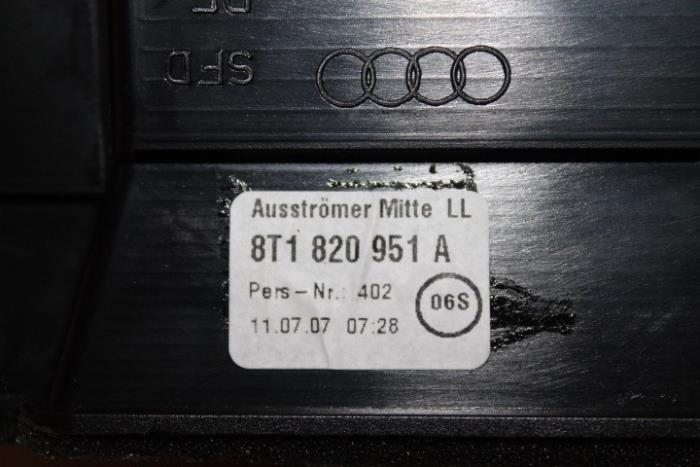 SFD
Ausströmer Mitte LL
8T1 820 951 A
Pers-Nr.: 402
06S
11.07.07 07:28